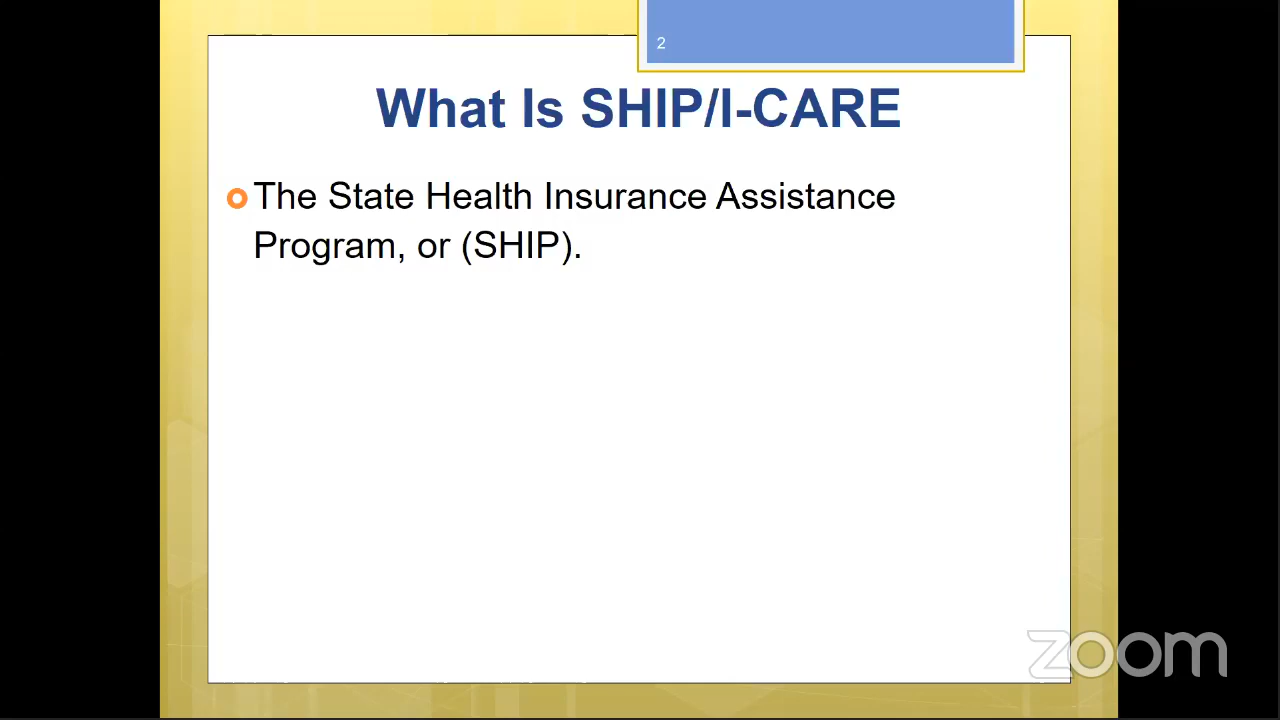 2
What Is SHIP/I-CARE
The State Health Insurance Assistance
Program, or (SHIP).
zoom